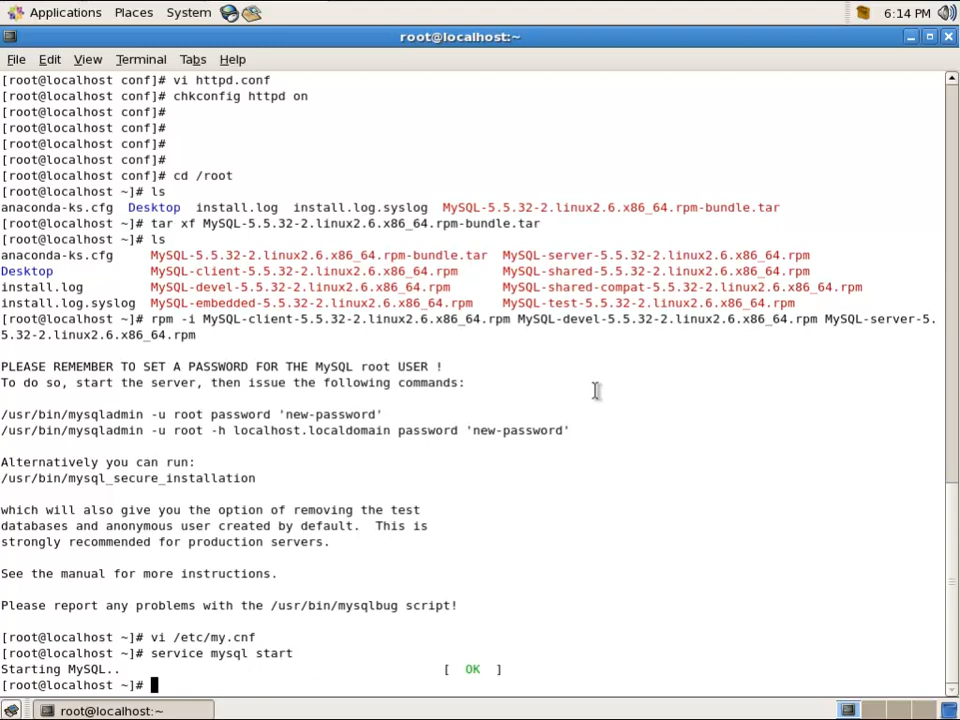 Applications Places System 6:14 PM
root@localhost:~
File Edit View Terminal Tabs Help
[root@localhost conf]# vi httpd.conf
[root@localhost conf]# chkconfig httpd on
[root@localhost conf]#
[root@localhost conf]#
[root@localhost conf]#
[root@localhost conf]#
[root@localhost conf]# cd /root
[root@localhost ~]# ls
anaconda-ks.cfg  Desktop  install.log  install.log.syslog  MySQL-5.5.32-2.linux2.6.x86_64.rpm-bundle.tar
[root@localhost ~]# tar xf MySQL-5.5.32-2.linux2.6.x86_64.rpm-bundle.tar
[root@localhost ~]# ls
anaconda-ks.cfg     MySQL-5.5.32-2.linux2.6.x86_64.rpm-bundle.tar  MySQL-server-5.5.32-2.linux2.6.x86_64.rpm
Desktop             MySQL-client-5.5.32-2.linux2.6.x86_64.rpm      MySQL-shared-5.5.32-2.linux2.6.x86_64.rpm
install.log         MySQL-devel-5.5.32-2.linux2.6.x86_64.rpm       MySQL-shared-compat-5.5.32-2.linux2.6.x86_64.rpm
install.log.syslog  MySQL-embedded-5.5.32-2.linux2.6.x86_64.rpm    MySQL-test-5.5.32-2.linux2.6.x86_64.rpm
[root@localhost ~]# rpm -i MySQL-client-5.5.32-2.linux2.6.x86_64.rpm MySQL-devel-5.5.32-2.linux2.6.x86_64.rpm MySQL-server-5.
5.32-2.linux2.6.x86_64.rpm
PLEASE REMEMBER TO SET A PASSWORD FOR THE MySQL root USER !
To do so, start the server, then issue the following commands:
/usr/bin/mysqladmin -u root password 'new-password'
/usr/bin/mysqladmin -u root -h localhost.localdomain password 'new-password'
Alternatively you can run:
/usr/bin/mysql_secure_installation
which will also give you the option of removing the test
databases and anonymous user created by default.  This is
strongly recommended for production servers.
See the manual for more instructions.
Please report any problems with the /usr/bin/mysqlbug script!
[root@localhost ~]# vi /etc/my.cnf
[root@localhost ~]# service mysql start
Starting MySQL.. [  OK  ]
[root@localhost ~]#
root@localhost:~